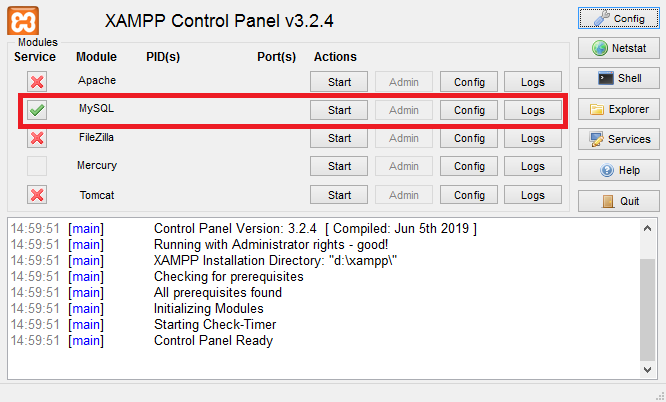 XAMPP Control Panel v3.2.4
Config
Modules
Service Module PID(s) Port(s) Actions
Apache Start Admin Config Logs
MySQL Start Admin Config Logs
FileZilla Start Admin Config Logs
Mercury Start Admin Config Logs
Tomcat Start Admin Config Logs
Netstat
Shell
Explorer
Services
Help
Quit
14:59:51 [main] Control Panel Version: 3.2.4 [ Compiled: Jun 5th 2019 ]
14:59:51 [main] Running with Administrator rights - good!
14:59:51 [main] XAMPP Installation Directory: "d:\xampp\"
14:59:51 [main] Checking for prerequisites
14:59:51 [main] All prerequisites found
14:59:51 [main] Initializing Modules
14:59:51 [main] Starting Check-Timer
14:59:51 [main] Control Panel Ready